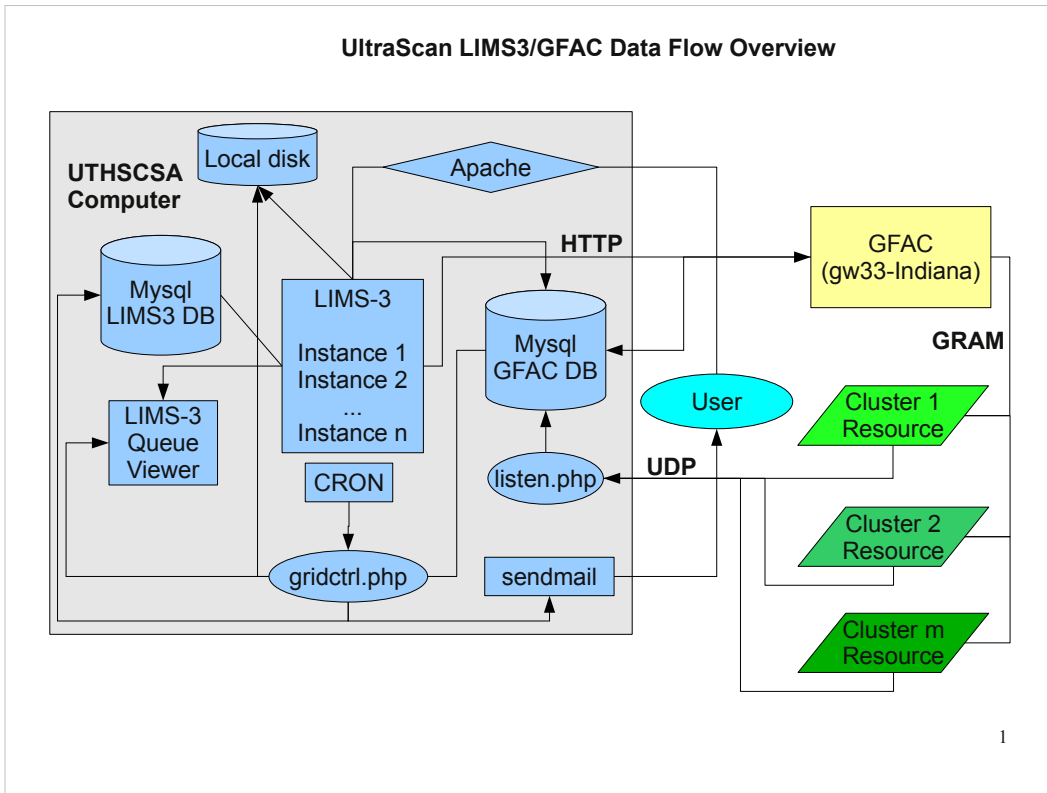 UltraScan LIMS3/GFAC Data Flow Overview
UTHSCSA
Computer
Local disk
Apache
HTTP
GFAC
(gw33-Indiana)
GRAM
Mysql
LIMS3 DB
LIMS-3
Instance 1
Instance 2
...
Instance n
Mysql
GFAC DB
User
LIMS-3
Queue
Viewer
CRON
listen.php
UDP
Cluster 1
Resource
Cluster 2
Resource
gridctrl.php
sendmail
Cluster m
Resource
1